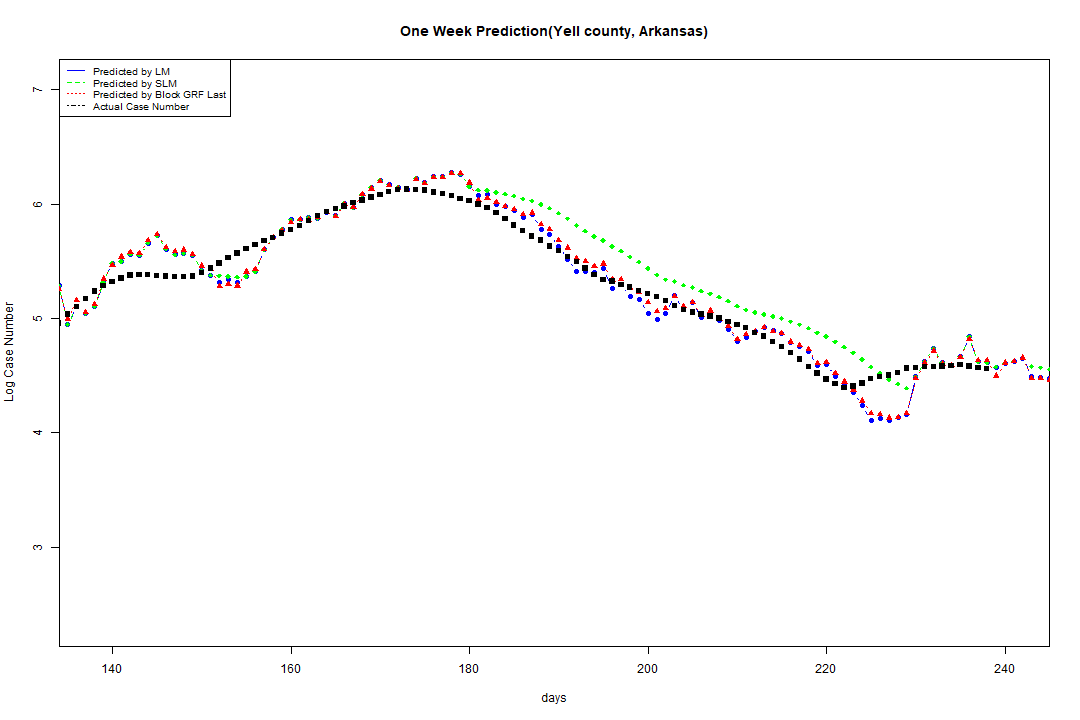 One Week Prediction(Yell county, Arkansas)
Predicted by LM
Predicted by SLM
Predicted by Block GRF Last
Actual Case Number
7
6
5
4
3
Log Case Number
140 160 180 200 220 240
days